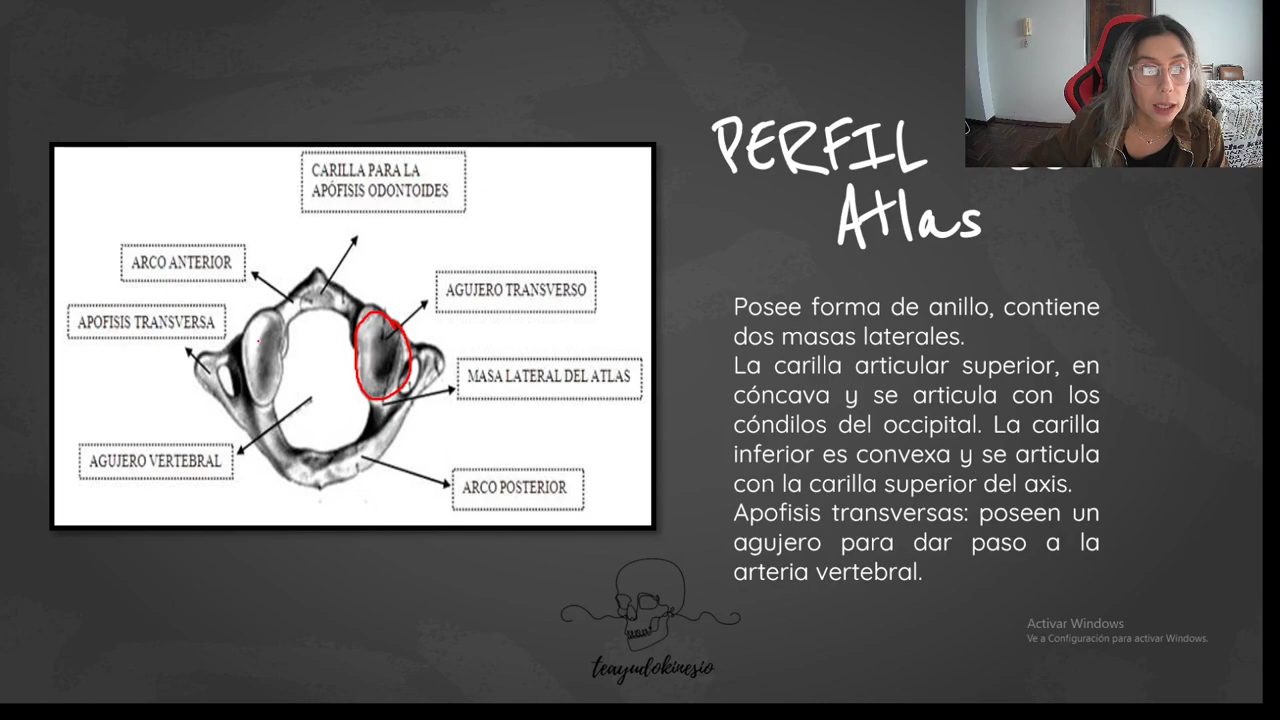 CARILLA PARA LA
APÓFISIS ODONTOIDES
ARCO ANTERIOR
AGUJERO TRANSVERSO
APOFISIS TRANSVERSA
MASA LATERAL DEL ATLAS
AGUJERO VERTEBRAL
ARCO POSTERIOR
PERFIL
Atlas
Posee forma de anillo, contiene
dos masas laterales.
La carilla articular superior, en
cóncava y se articula con los
cóndilos del occipital. La carilla
inferior es convexa y se articula
con la carilla superior del axis.
Apofisis transversas: poseen un
agujero para dar paso a la
arteria vertebral.
teayudokinesio
Activar Windows
Ve a Configuración para activar Windows.